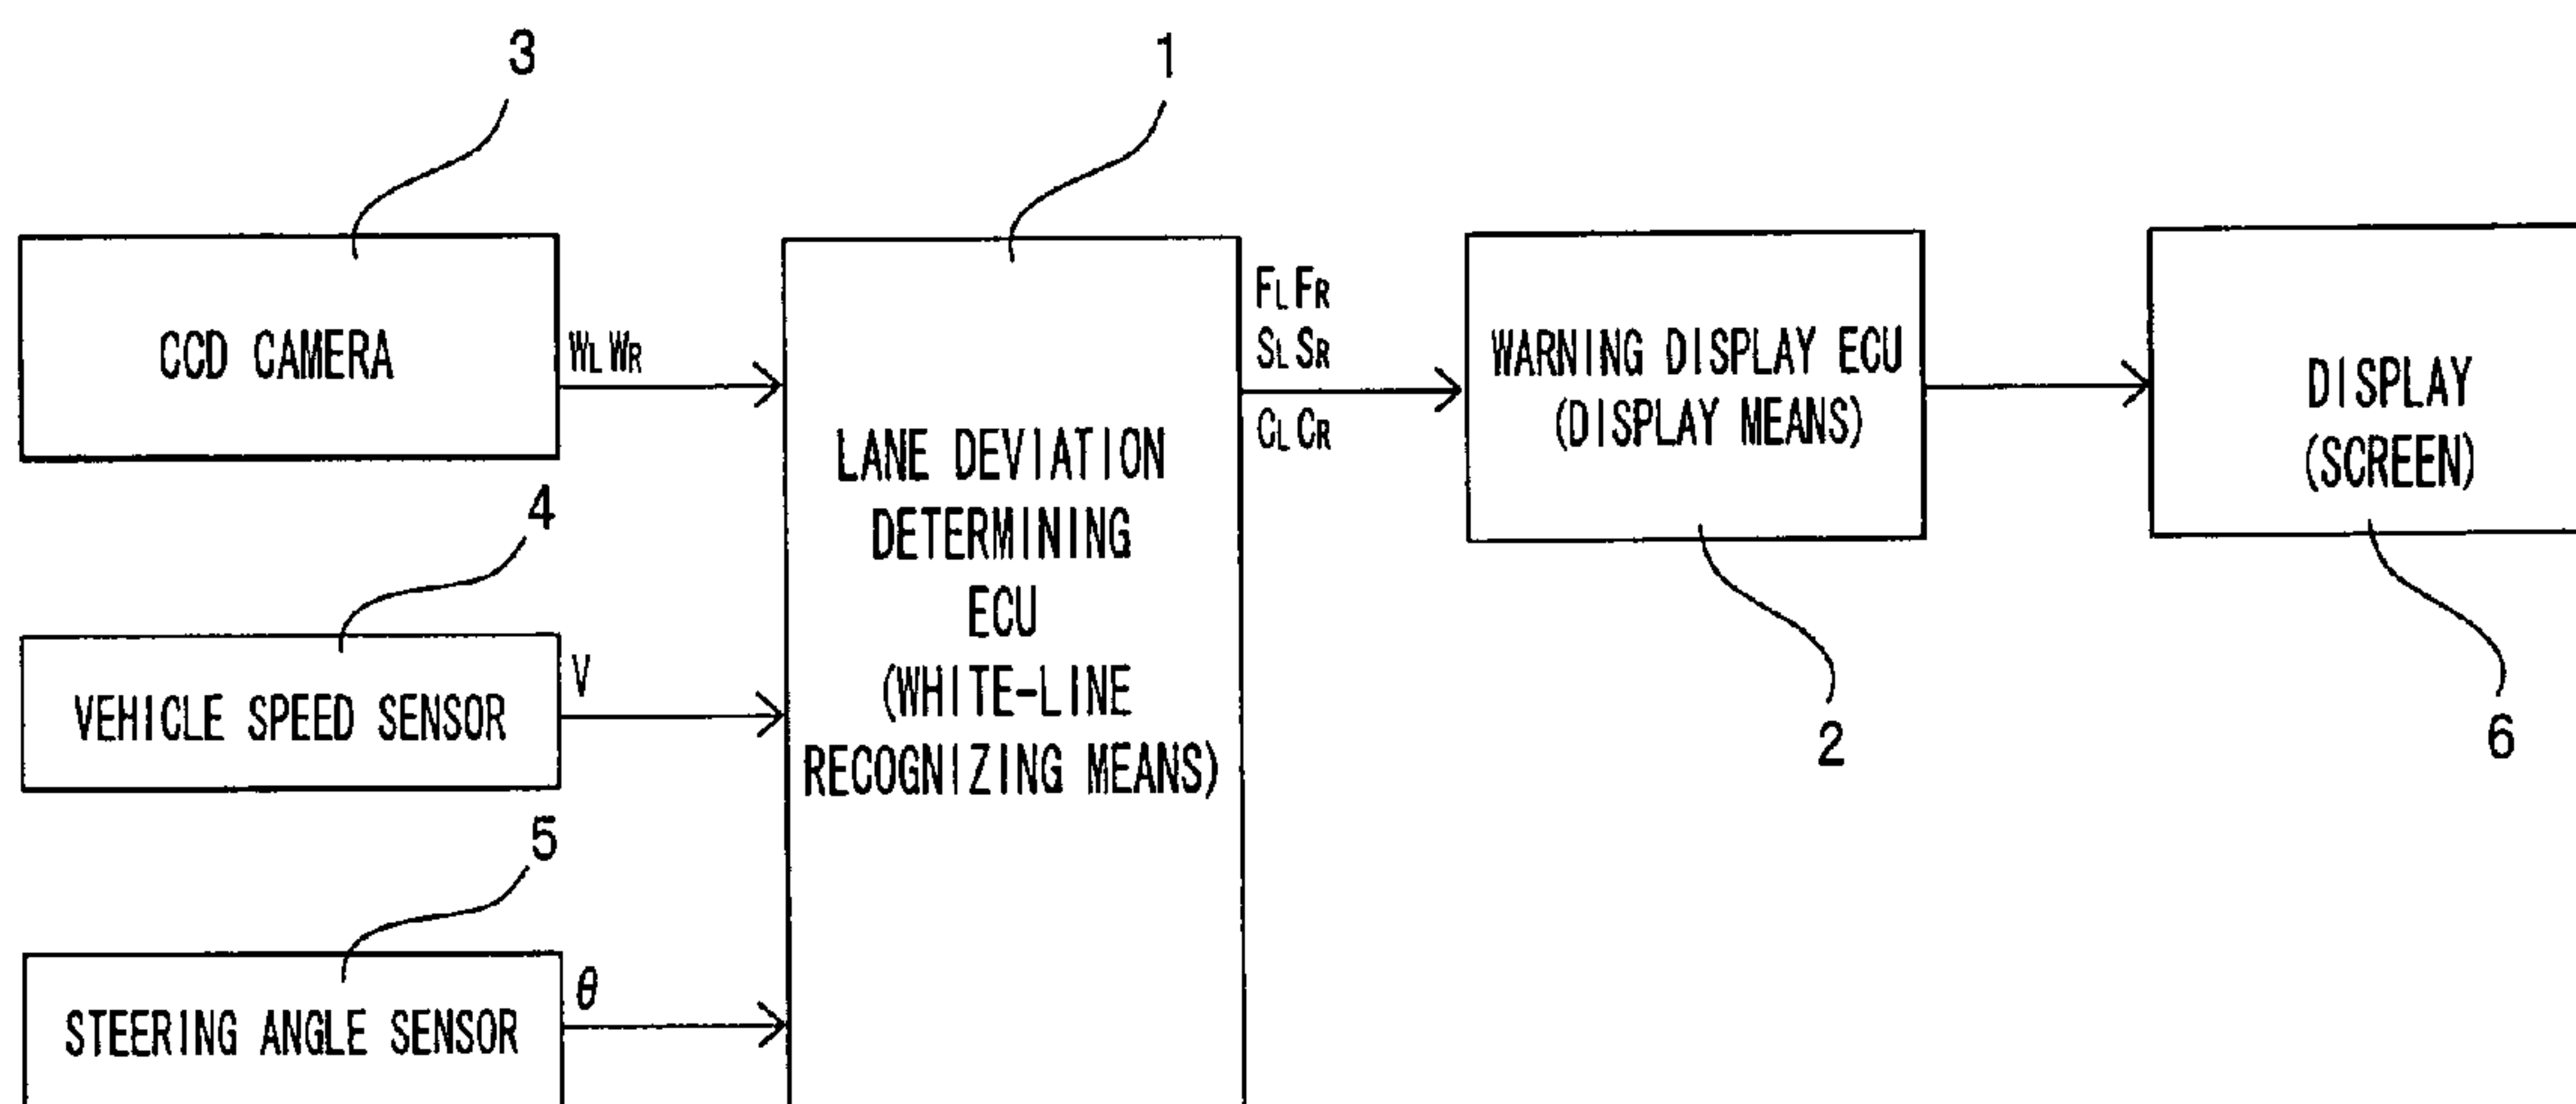 3
1
CCD CAMERA
WL WR
4
VEHICLE SPEED SENSOR
V
5
STEERING ANGLE SENSOR
θ
LANE DEVIATION
DETERMINING
ECU
(WHITE-LINE
RECOGNIZING MEANS)
FL FR
SL SR
CL CR
WARNING DISPLAY ECU
(DISPLAY MEANS)
2
DISPLAY
(SCREEN)
6